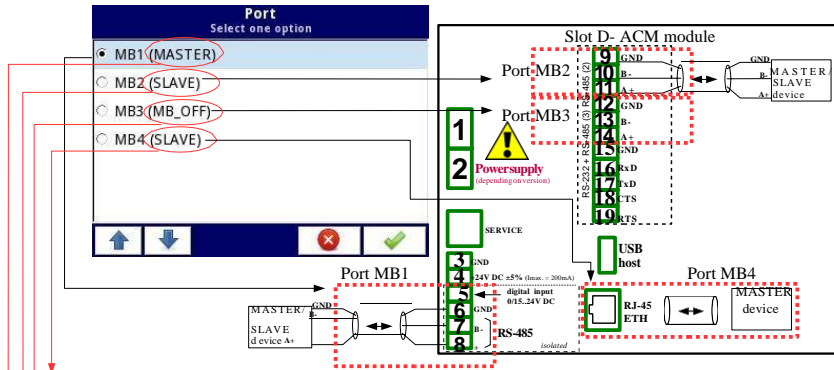 Port
Select one option
MB1 (MASTER)
MB2 (SLAVE)
MB3 (MB_OFF)
MB4 (SLAVE)
Slot D- ACM module
Port MB2
Port MB3
RS-485 (2)
RS-232 + RS-485 (3)
9 GND
10 B-
11 A+
12 GND
13 B-
14 A+
15 GND
16 RxD
17 TxD
18 CTS
19 RTS
GND
B-
A+
MASTER/
SLAVE
device
1
2
Powersupply
(depending on version)
SERVICE
USB
host
3 GND
4 +24V DC ±5% (Imax. = 200mA)
5 digital input
0/15..24V DC
6 GND
7 B-
8 +
RS-485
isolated
Port MB1
MASTER/
SLAVE
device A+
GND
B-
Port MB4
RJ-45
ETH
MASTER
device